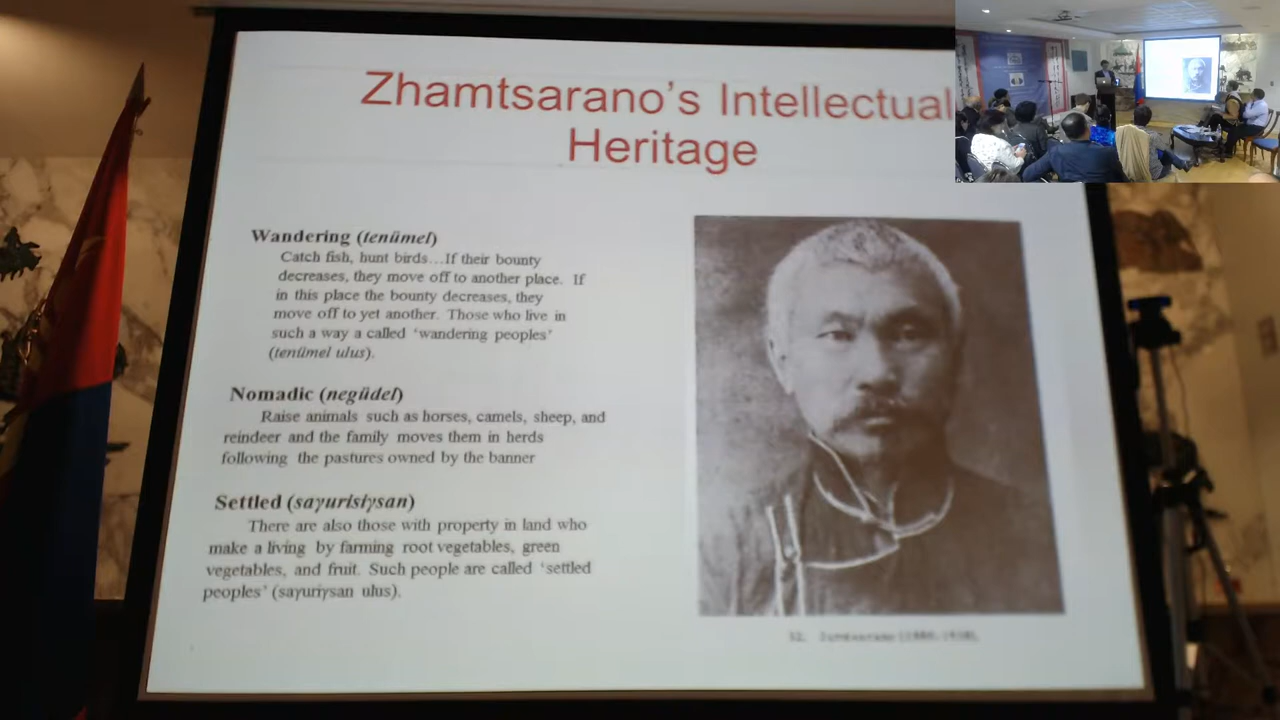 Zhamtsarano's Intellectual
Heritage
Wandering (tenümel)
Catch fish, hunt birds…If their bounty
decreases, they move off to another place. If
in this place the bounty decreases, they
move off to yet another. Those who live in
such a way a called 'wandering peoples'
(tenümel ulus).
Nomadic (negüdel)
Raise animals such as horses, camels, sheep, and
reindeer and the family moves them in herds
following the pastures owned by the banner
Settled (sayurisiγsan)
There are also those with property in land who
make a living by farming root vegetables, green
vegetables, and fruit. Such people are called 'settled
peoples' (sayuriγsan ulus).